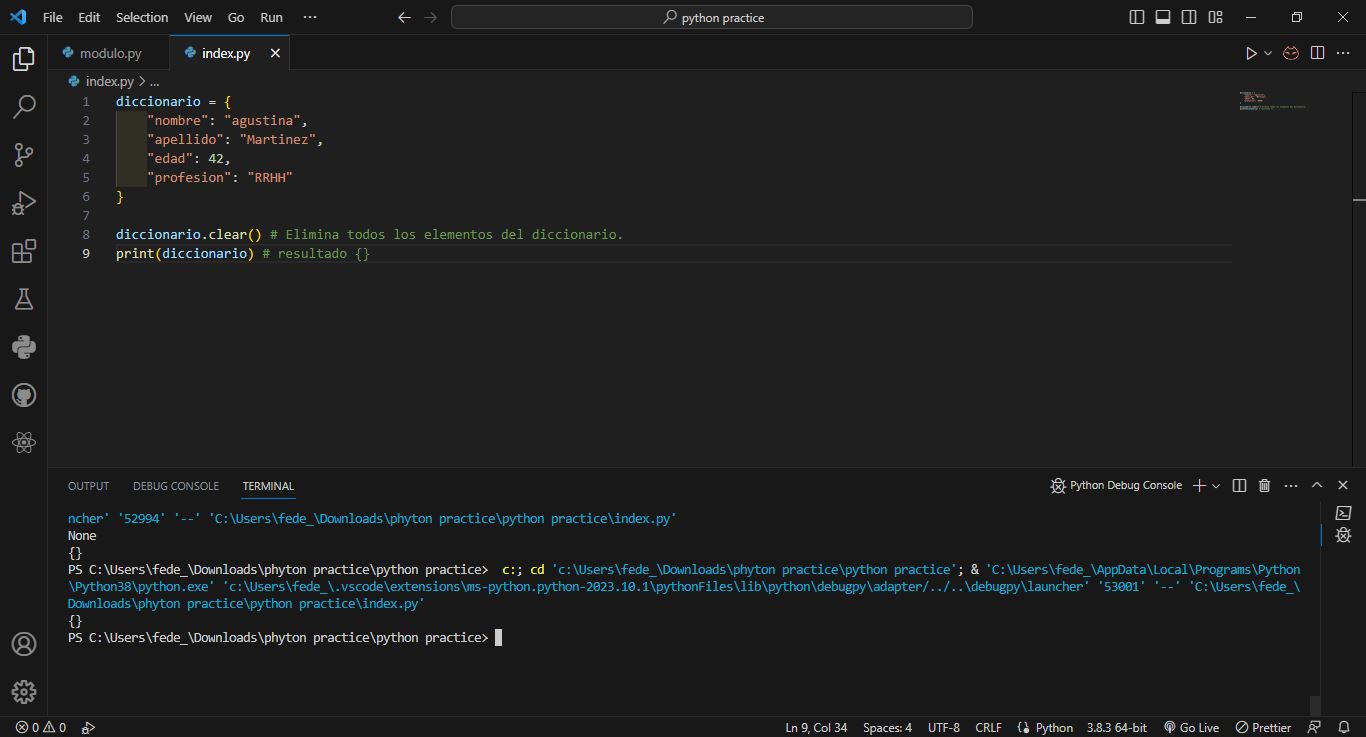 File Edit Selection View Go Run ··· python practice
modulo.py index.py
index.py > ...
1 diccionario = {
2 "nombre": "agustina",
3 "apellido": "Martinez",
4 "edad": 42,
5 "profesion": "RRHH"
6 }
7
8 diccionario.clear() # Elimina todos los elementos del diccionario.
9 print(diccionario) # resultado {}
OUTPUT DEBUG CONSOLE TERMINAL Python Debug Console
ncher' '52994' '--' 'C:\Users\fede_\Downloads\phyton practice\python practice\index.py'
None
{}
PS C:\Users\fede_\Downloads\phyton practice\python practice> c:; cd 'c:\Users\fede_\Downloads\phyton practice\python practice'; & 'C:\Users\fede_\AppData\Local\Programs\Python
\Python38\python.exe' 'c:\Users\fede_\.vscode\extensions\ms-python.python-2023.10.1\pythonFiles\lib\python\debugpy\adapter/../..\debugpy\launcher' '53001' '--' 'C:\Users\fede_\
Downloads\phyton practice\python practice\index.py'
{}
PS C:\Users\fede_\Downloads\phyton practice\python practice>
0 0 Ln 9, Col 34 Spaces: 4 UTF-8 CRLF Python 3.8.3 64-bit Go Live Prettier